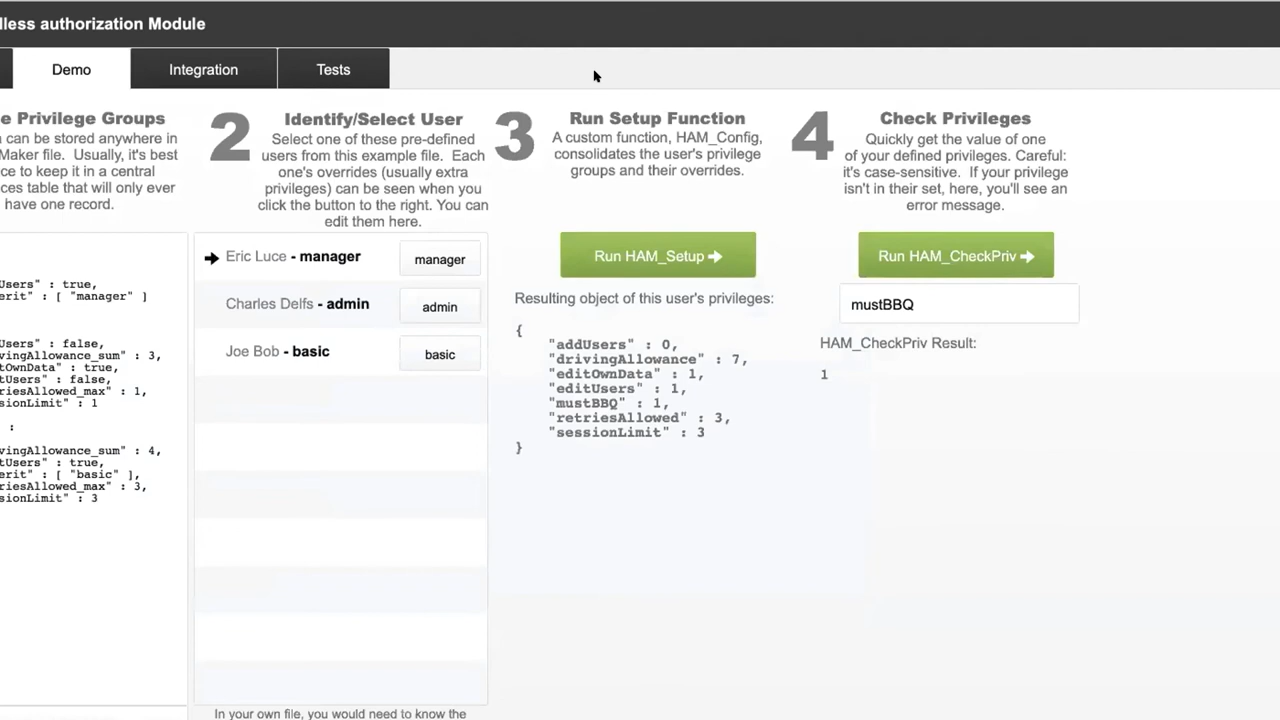 lless authorization Module
Demo
Integration
Tests
e Privilege Groups
n can be stored anywhere in
Maker file.  Usually, it's best
ce to keep it in a central
ces table that will only ever
have one record.
Users" : true,
erit" : [ "manager" ]
Users" : false,
vingAllowance_sum" : 3,
tOwnData" : true,
tUsers" : false,
riesAllowed_max" : 1,
sionLimit" : 1
:
vingAllowance_sum" : 4,
tUsers" : true,
erit" : [ "basic" ],
riesAllowed_max" : 3,
sionLimit" : 3
2
Identify/Select User
Select one of these pre-defined
users from this example file.  Each
one's overrides (usually extra
privileges) can be seen when you
click the button to the right. You can
edit them here.
Eric Luce - manager
manager
Charles Delfs - admin
admin
Joe Bob - basic
basic
In your own file, you would need to know the
3
Run Setup Function
A custom function, HAM_Config,
consolidates the user's privilege
groups and their overrides.
Run HAM_Setup
Resulting object of this user's privileges:
{
"addUsers" : 0,
"drivingAllowance" : 7,
"editOwnData" : 1,
"editUsers" : 1,
"mustBBQ" : 1,
"retriesAllowed" : 3,
"sessionLimit" : 3
}
4
Check Privileges
Quickly get the value of one
of your defined privileges. Careful:
it's case-sensitive.  If your privilege
isn't in their set, here, you'll see an
error message.
Run HAM_CheckPriv
mustBBQ
HAM_CheckPriv Result:
1